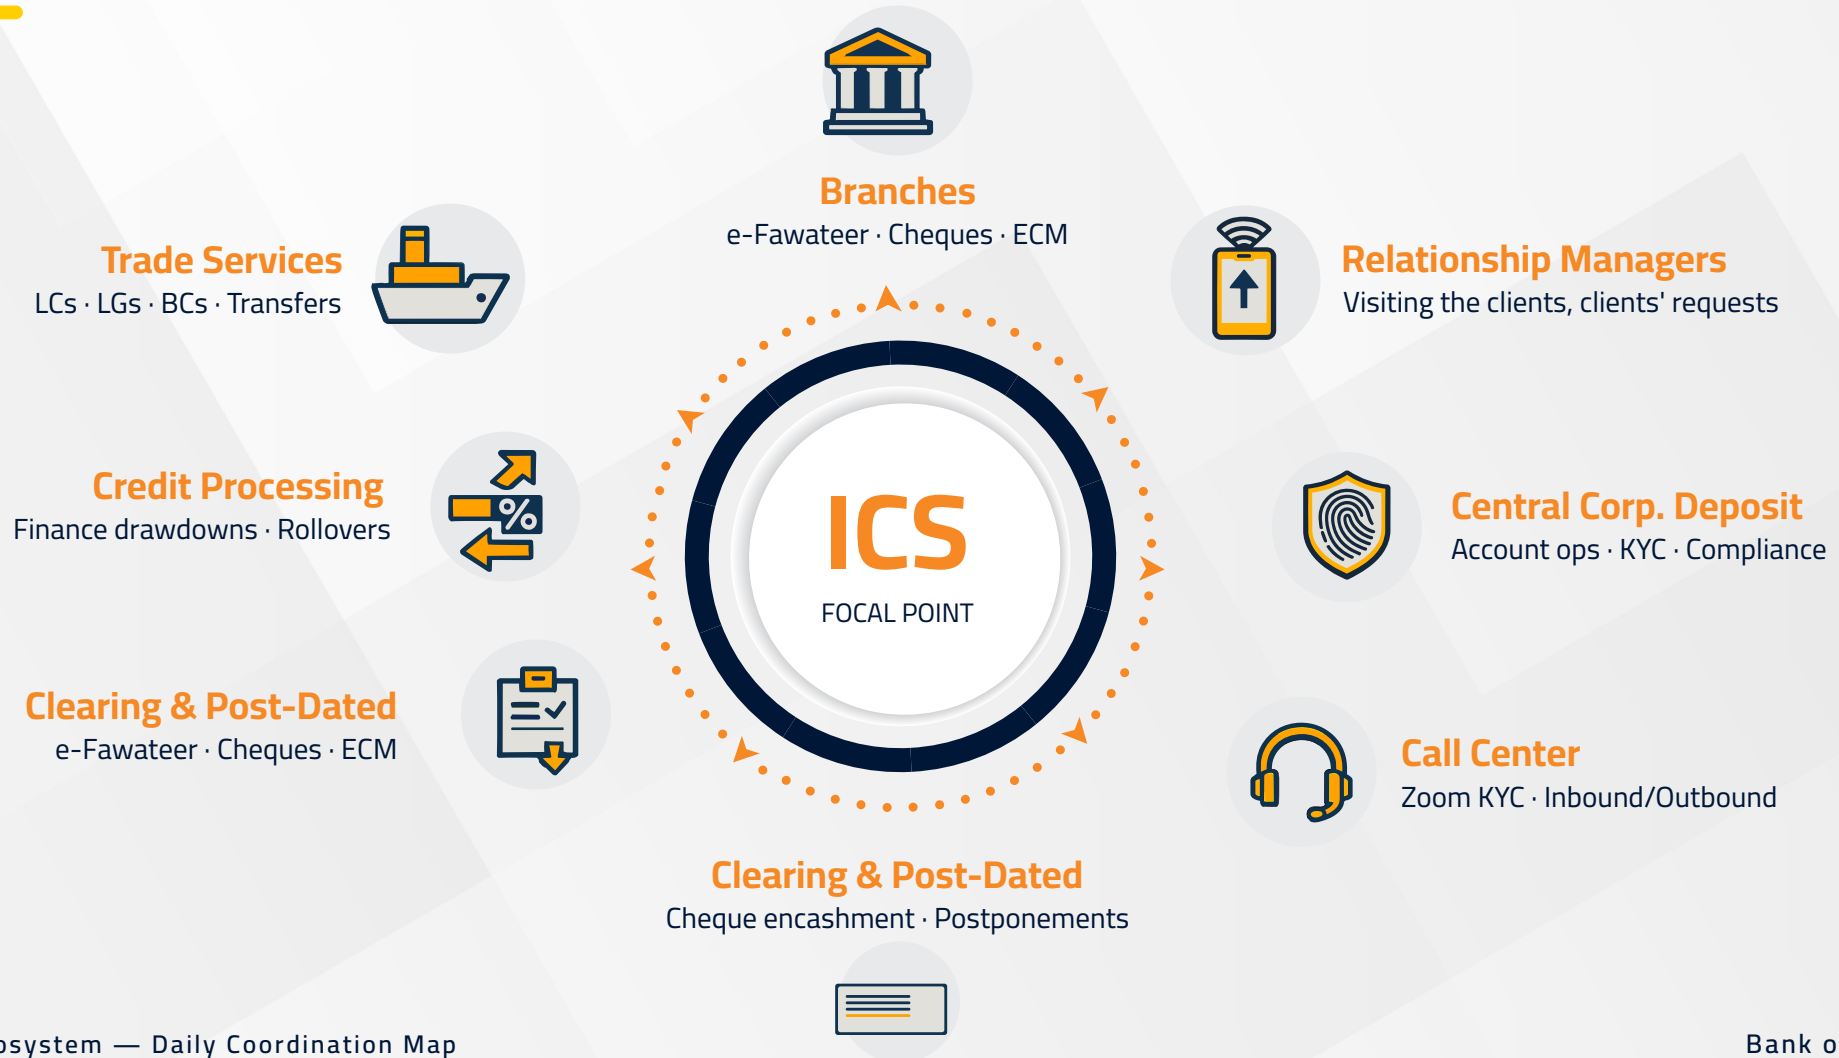 Branches
e-Fawateer · Cheques · ECM
Trade Services
LCs · LGs · BCs · Transfers
Relationship Managers
Visiting the clients, clients' requests
Credit Processing
Finance drawdowns · Rollovers
%
ICS
FOCAL POINT
Central Corp. Deposit
Account ops · KYC · Compliance
Clearing & Post-Dated
e-Fawateer · Cheques · ECM
Call Center
Zoom KYC · Inbound/Outbound
Clearing & Post-Dated
Cheque encashment · Postponements
osystem — Daily Coordination Map
Bank o